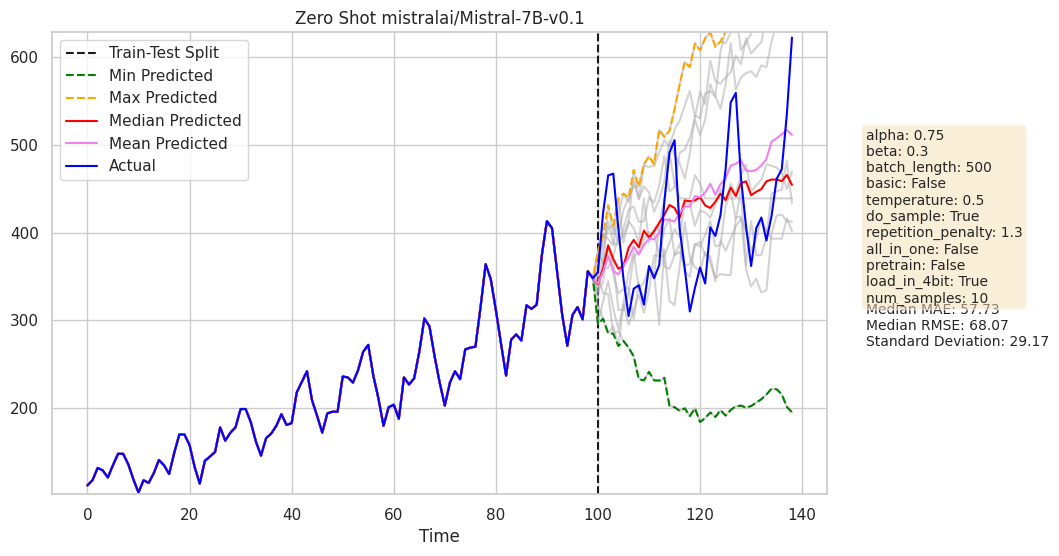 Zero Shot mistralai/Mistral-7B-v0.1
600
500
400
300
200
Train-Test Split
Min Predicted
Max Predicted
Median Predicted
Mean Predicted
Actual
0
20
40
60
80
100
120
140
Time
alpha: 0.75
beta: 0.3
batch_length: 500
basic: False
temperature: 0.5
do_sample: True
repetition_penalty: 1.3
all_in_one: False
pretrain: False
load_in_4bit: True
num_samples: 10
Median MAE: 57.73
Median RMSE: 68.07
Standard Deviation: 29.17